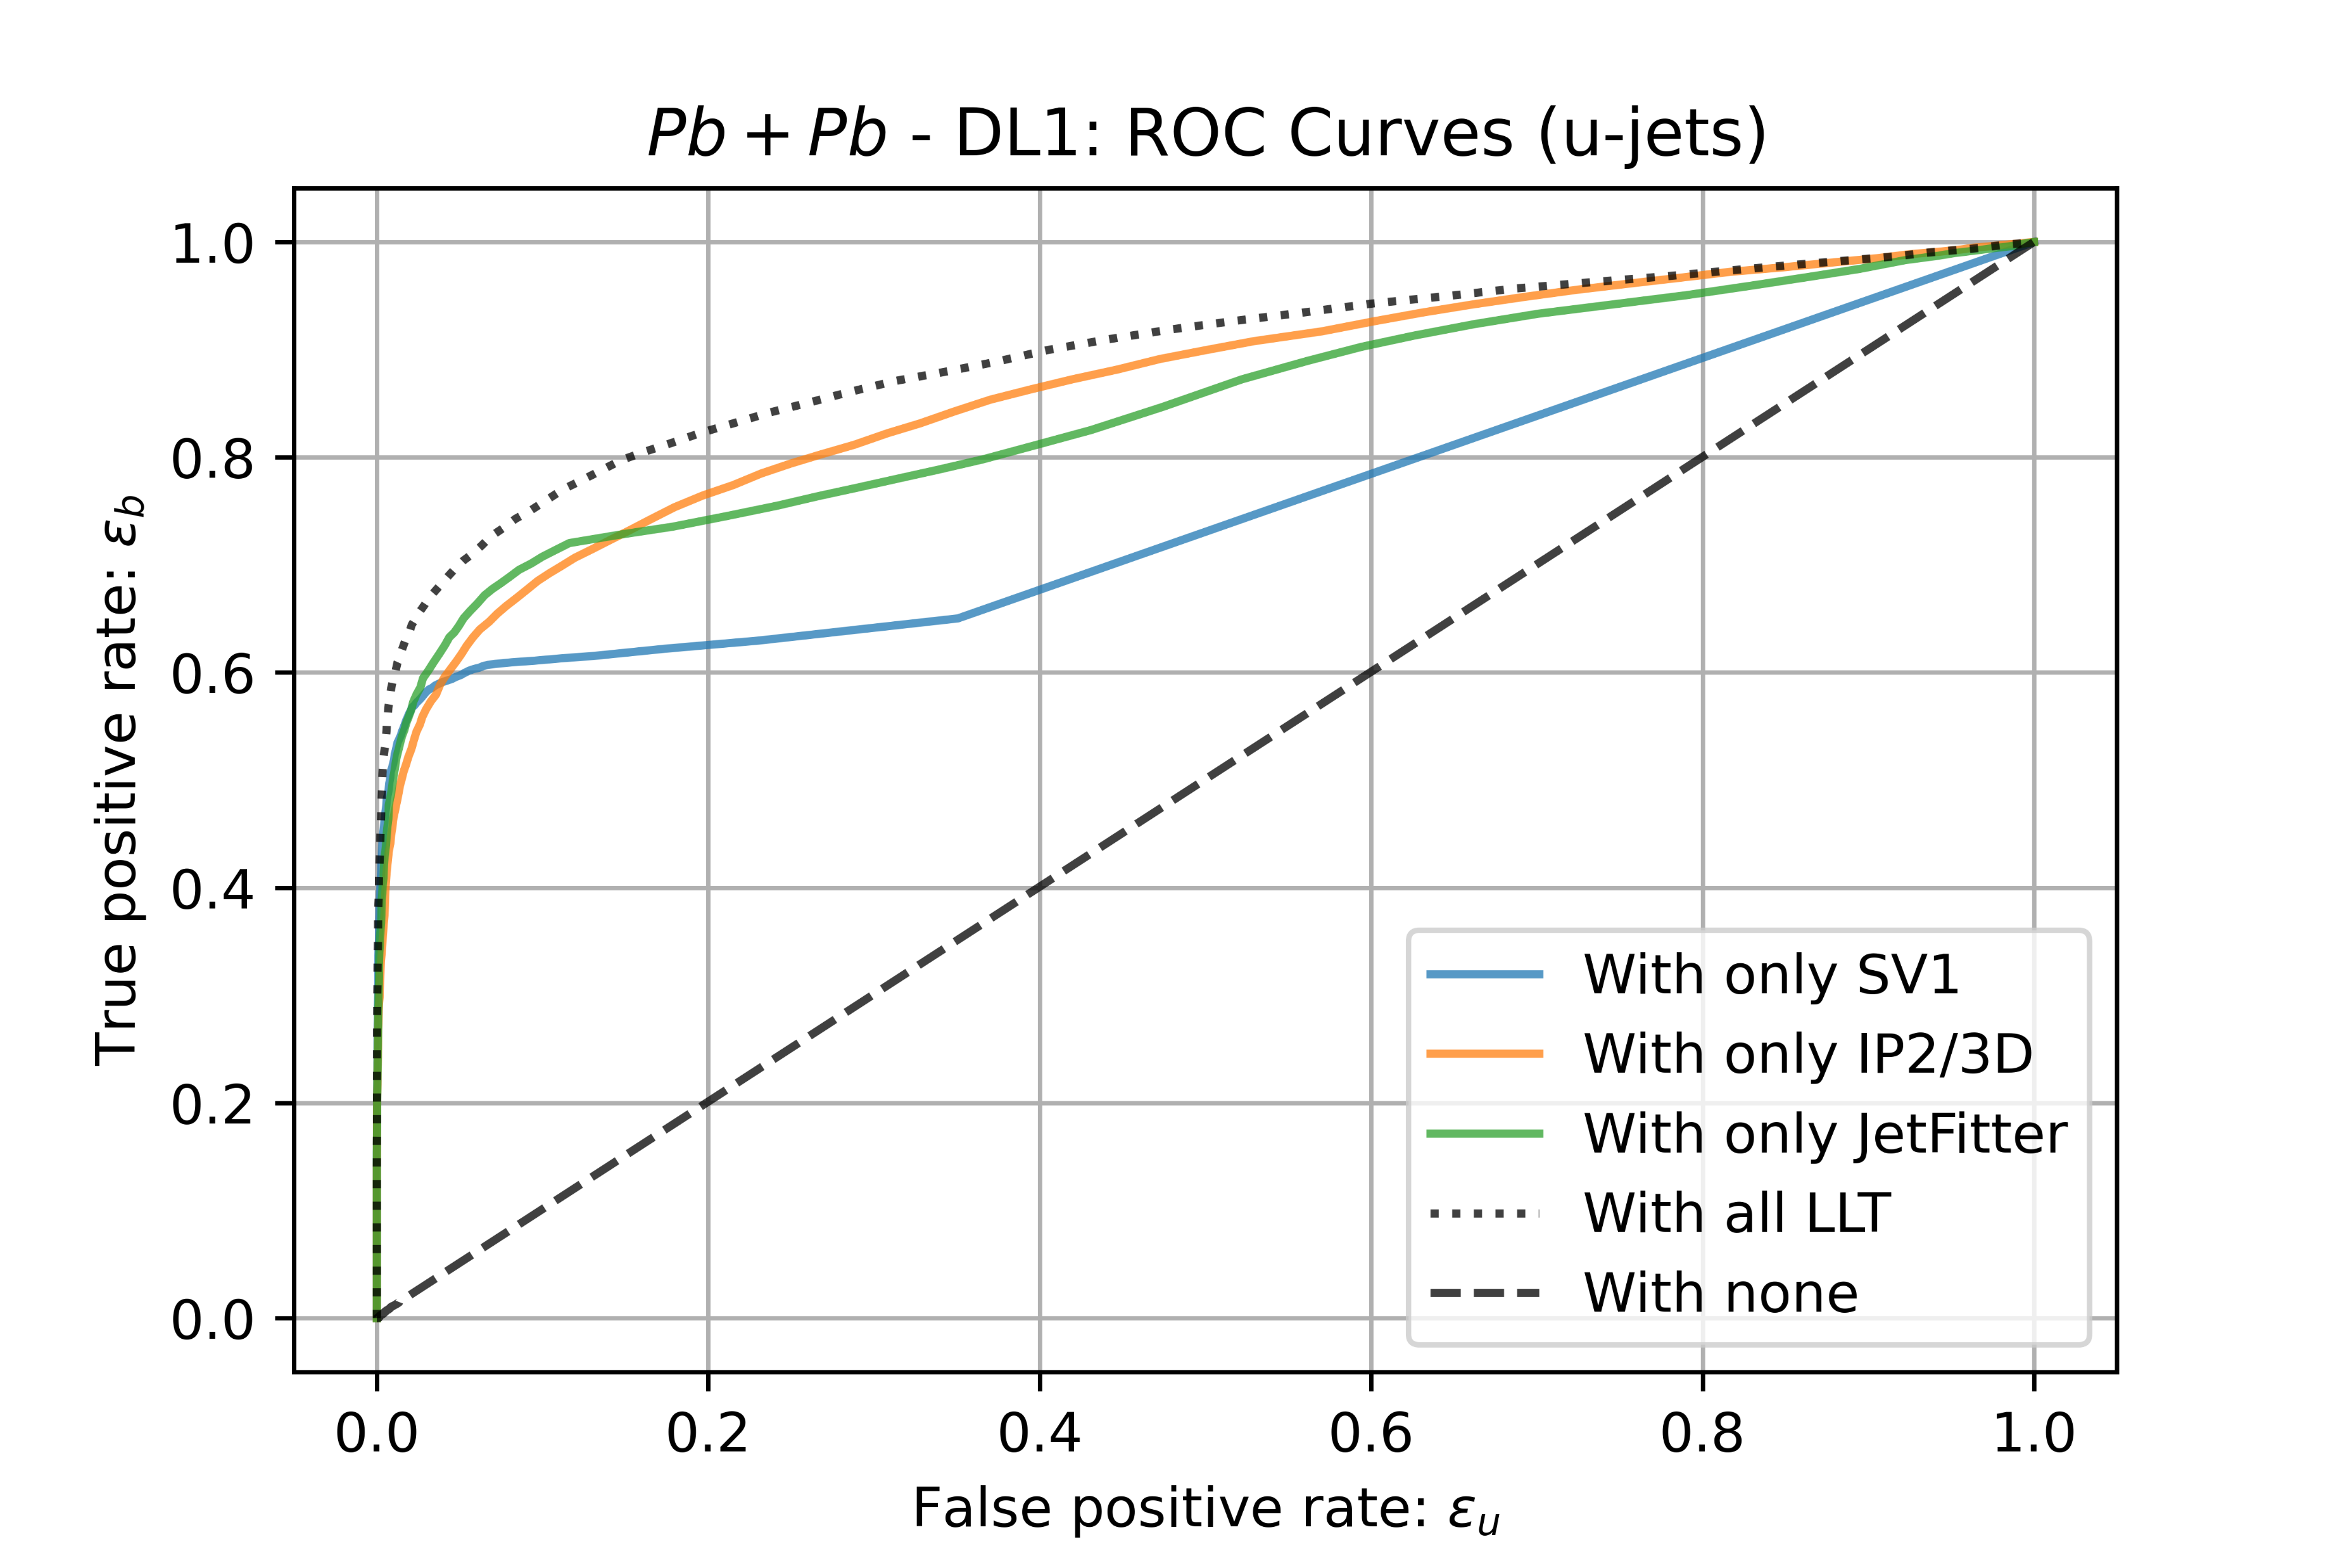 Pb + Pb - DL1: ROC Curves (u-jets)
True positive rate: ε_b
1.0
0.8
0.6
0.4
0.2
0.0
With only SV1
With only IP2/3D
With only JetFitter
With all LLT
With none
0.0 0.2 0.4 0.6 0.8 1.0
False positive rate: ε_u